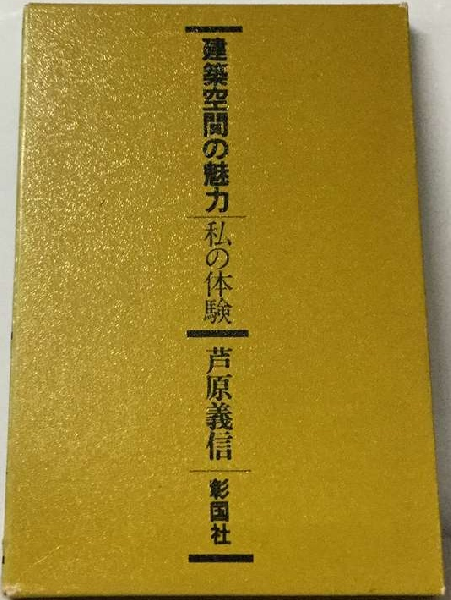 建築空間の魅力
私の体験
芦原義信
彰国社